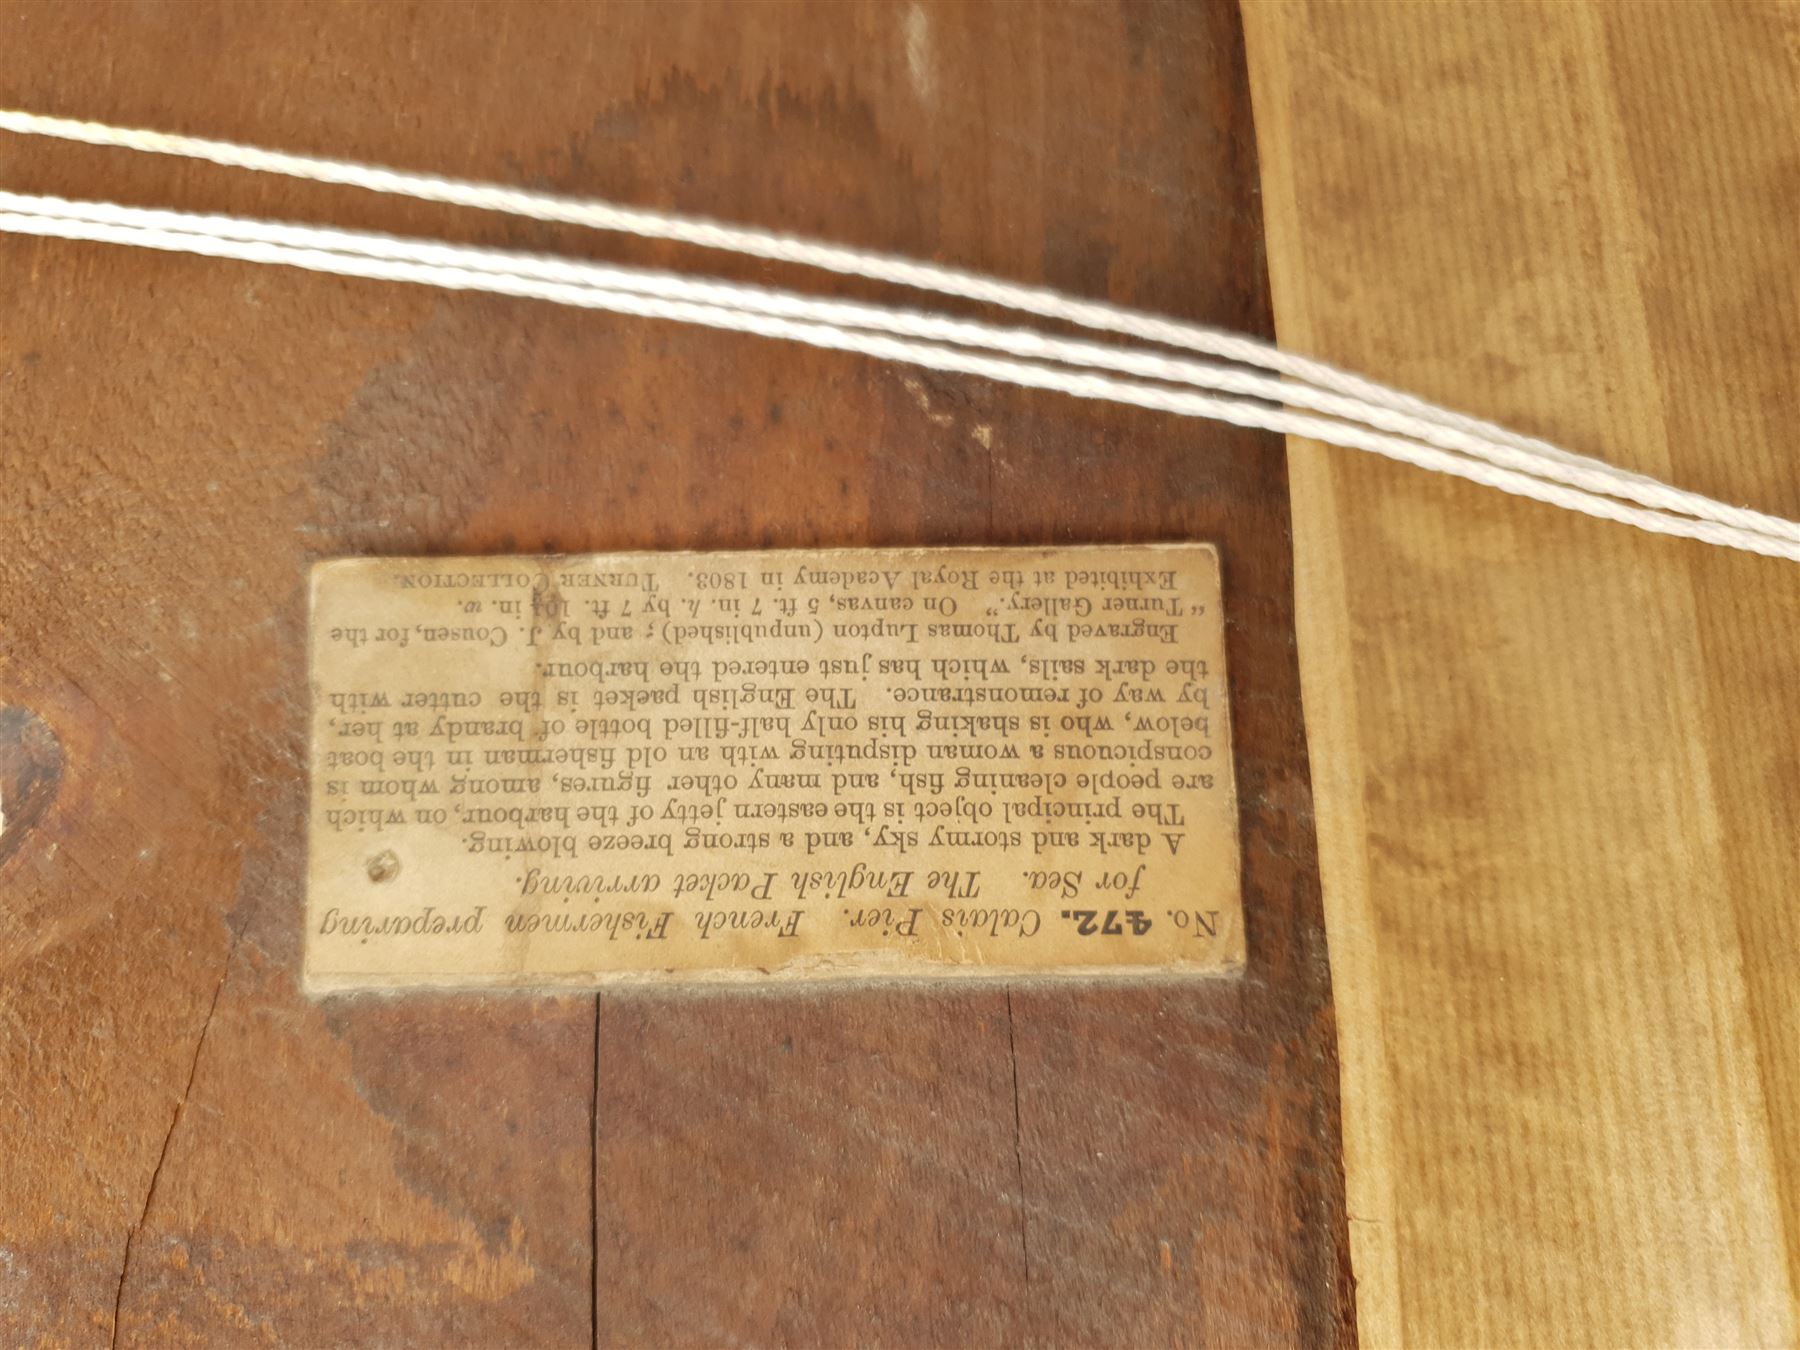 No. 472. Calais Pier. French Fishermen preparing
for Sea. The English Packet arriving.
A dark and stormy sky, and a strong breeze blowing.
The principal object is the eastern jetty of the harbour, on which
are people cleaning fish, and many other figures, among whom is
conspicuous a woman disputing with an old fisherman in the boat
below, who is shaking his only half-filled bottle of brandy at her,
by way of remonstrance. The English packet is the cutter with
the dark sails, which has just entered the harbour.
Engraved by Thomas Lupton (unpublished); and by J. Cousen, for the
“Turner Gallery.” On canvas, 5 ft. 7 in. h. by 7 ft. 10¼ in. w.
Exhibited at the Royal Academy in 1803. TURNER COLLECTION.